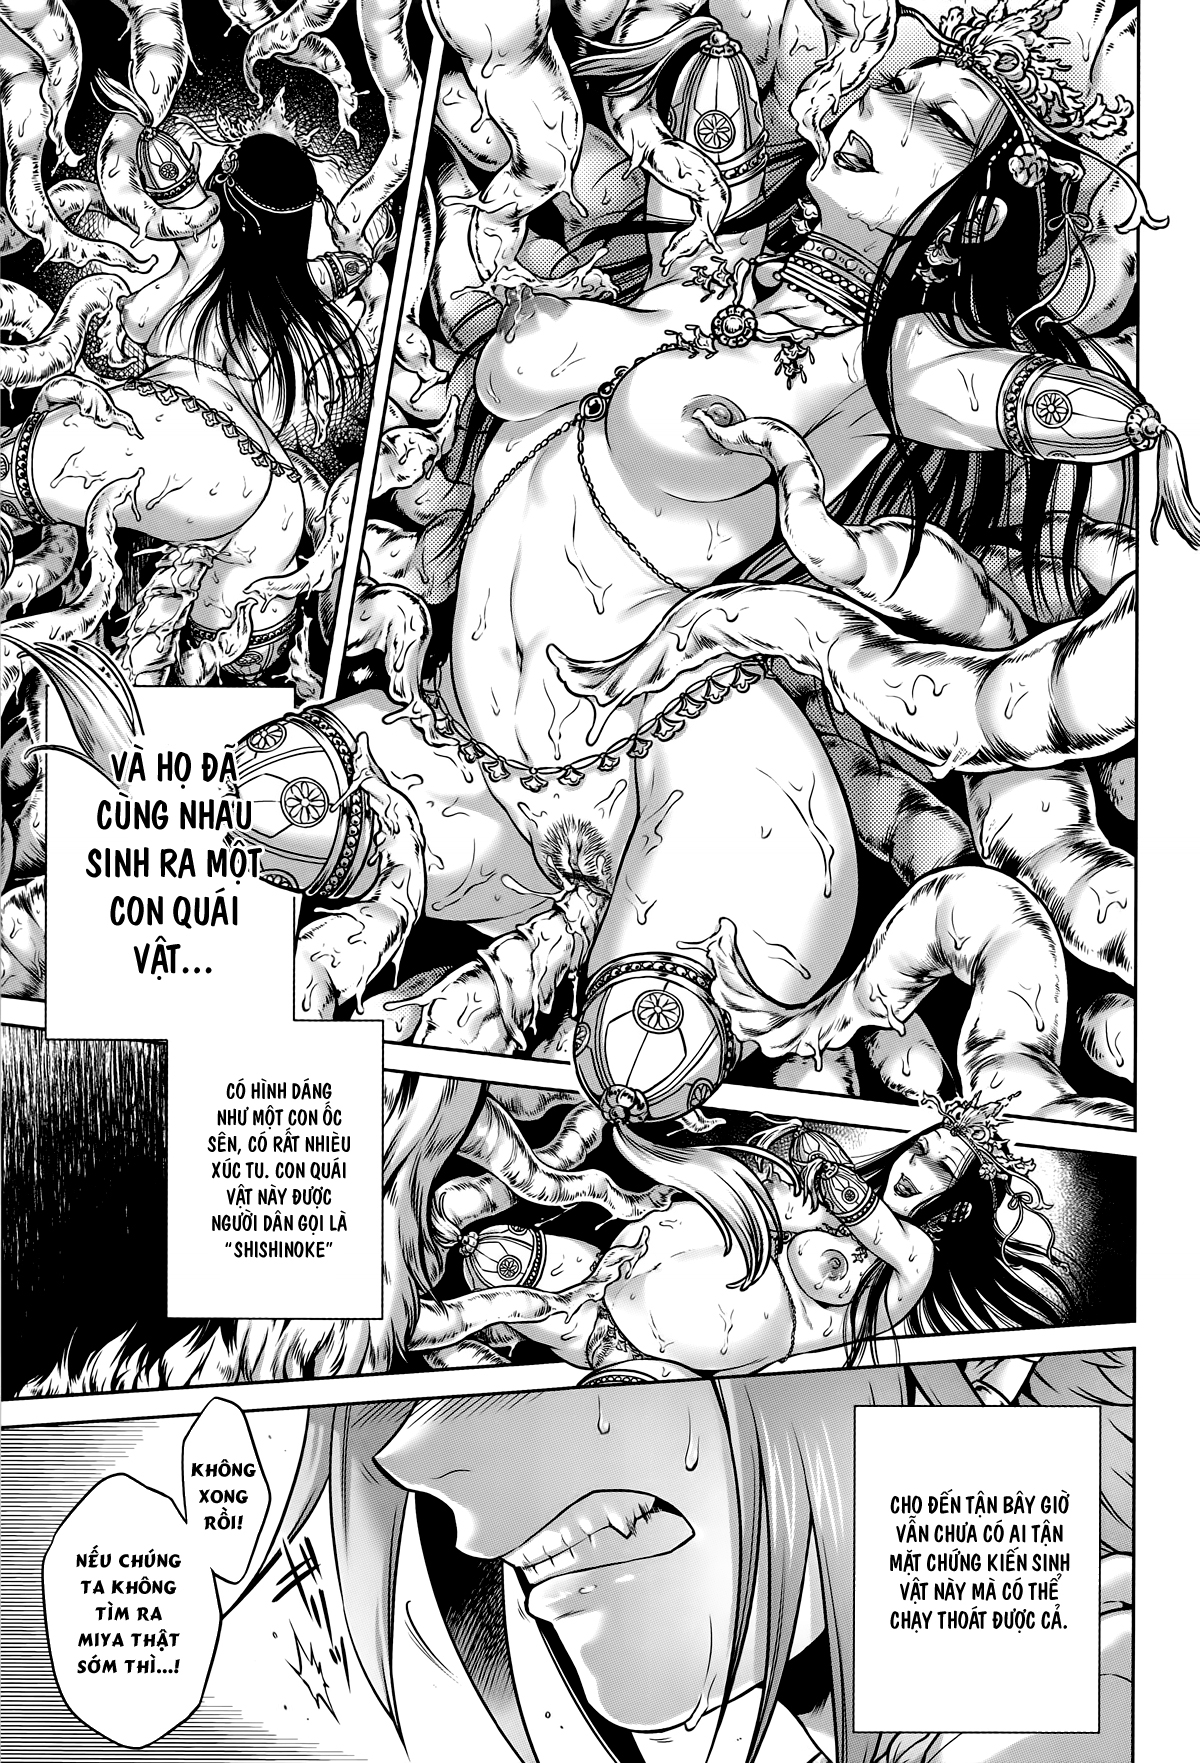 VÀ HỌ ĐÃ
CÙNG NHAU
SINH RA MỘT
CON QUÁI
VẬT...
CÓ HÌNH DÁNG
NHƯ MỘT CON ỐC
SÊN, CÓ RẤT NHIỀU
XÚC TU. CON QUÁI
VẬT NÀY ĐƯỢC
NGƯỜI DÂN GỌI LÀ
“SHISHINOKE”
CHO ĐẾN TẬN BÂY GIỜ
VẪN CHƯA CÓ AI TẬN
MẮT CHỨNG KIẾN SINH
VẬT NÀY MÀ CÓ THỂ
CHẠY THOÁT ĐƯỢC CẢ.
KHÔNG
XONG
RỒI!
NẾU CHÚNG
TA KHÔNG
TÌM RA
MIYA THẬT
SỚM THÌ...!